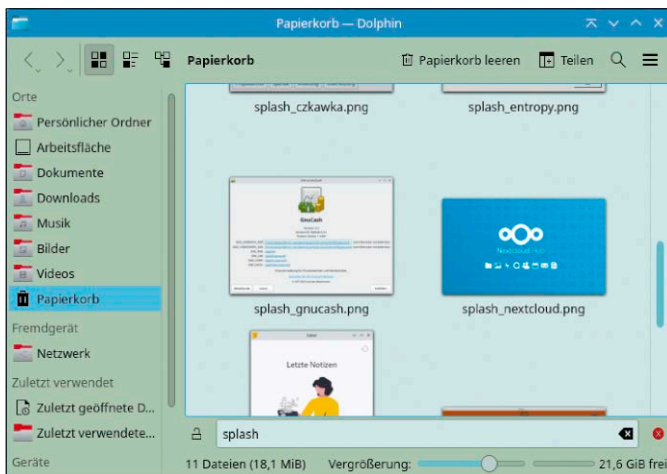 Papierkorb — Dolphin
Papierkorb
Papierkorb leeren
Teilen
Orte
Persönlicher Ordner
Arbeitsfläche
Dokumente
Downloads
Musik
Bilder
Videos
Papierkorb
Fremdgerät
Netzwerk
Zuletzt verwendet
Zuletzt geöffnete D...
Zuletzt verwendete...
Geräte
splash_czkawka.png
splash_entropy.png
GnuCash
splash_gnucash.png
Nextcloud Hub
splash_nextcloud.png
Letzte Notizen
splash
11 Dateien (18,1 MiB)
Vergrößerung:
21,6 GiB frei